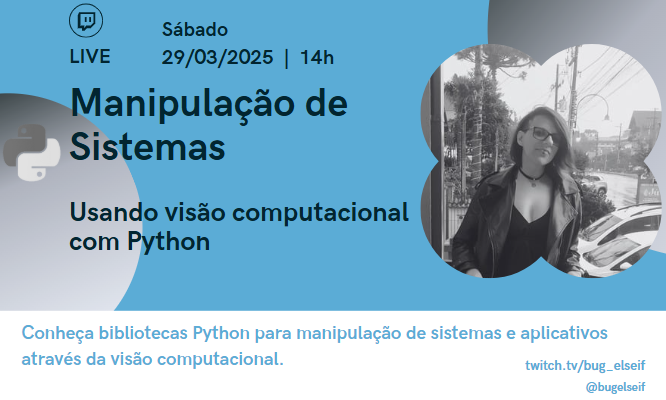 LIVE
Sábado
29/03/2025 | 14h
Manipulação de
Sistemas
Usando visão computacional
com Python
Conheça bibliotecas Python para manipulação de sistemas e aplicativos
através da visão computacional.
twitch.tv/bug_elseif
@bugelseif